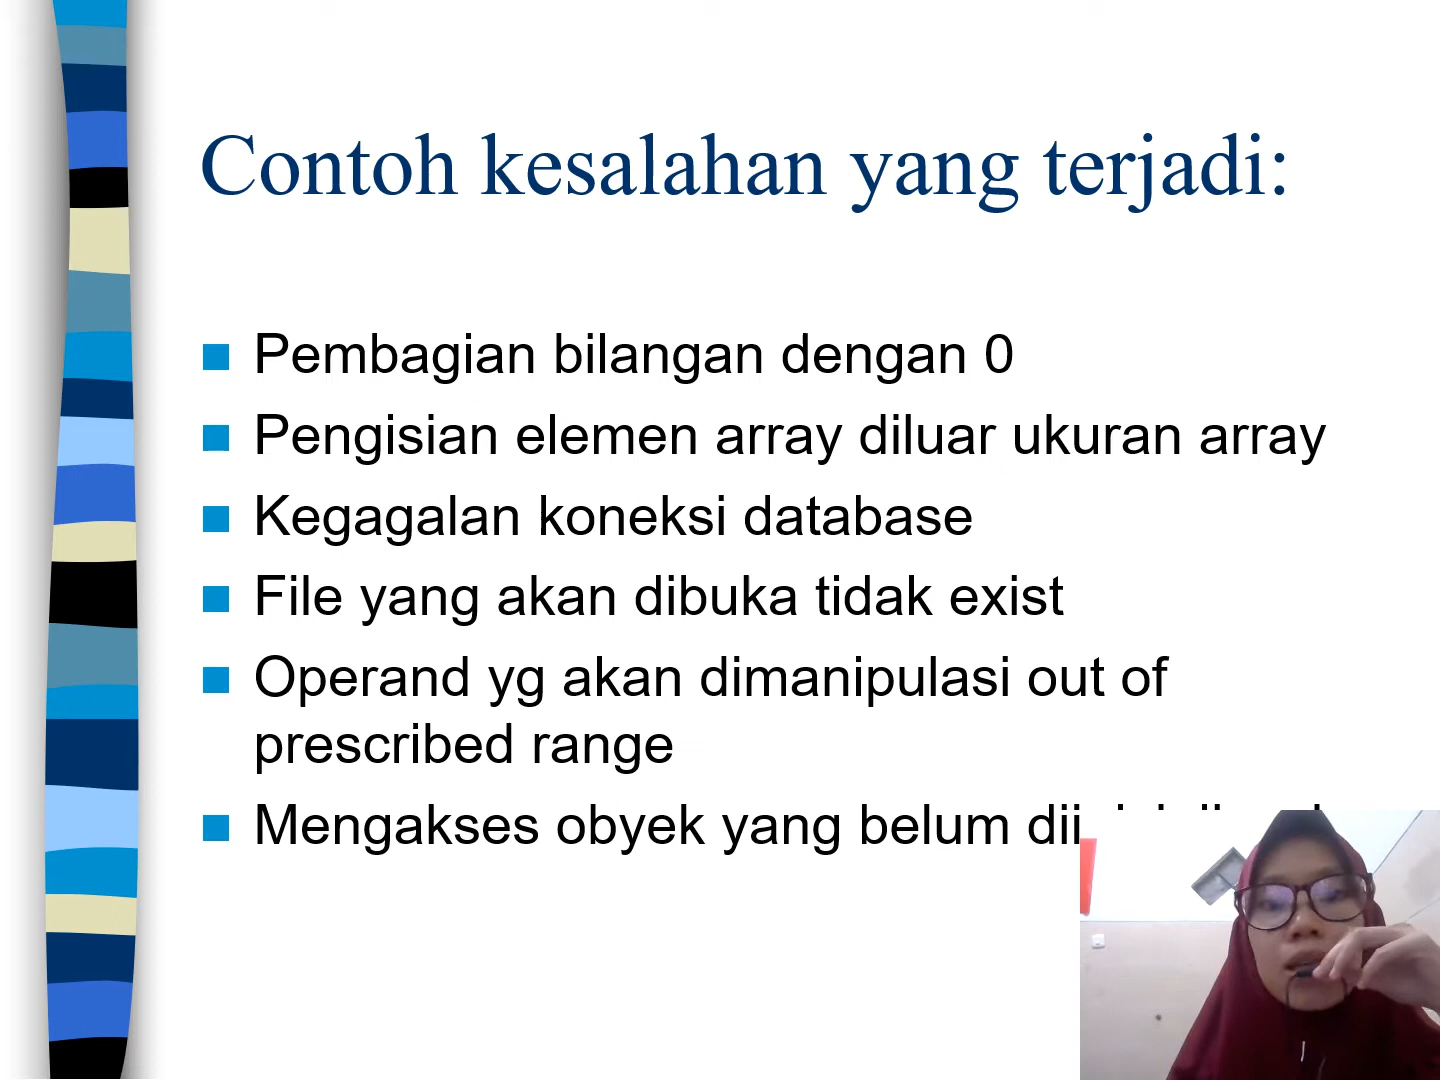 Contoh kesalahan yang terjadi:
Pembagian bilangan dengan 0
Pengisian elemen array diluar ukuran array
Kegagalan koneksi database
File yang akan dibuka tidak exist
Operand yg akan dimanipulasi out of
prescribed range
Mengakses obyek yang belum